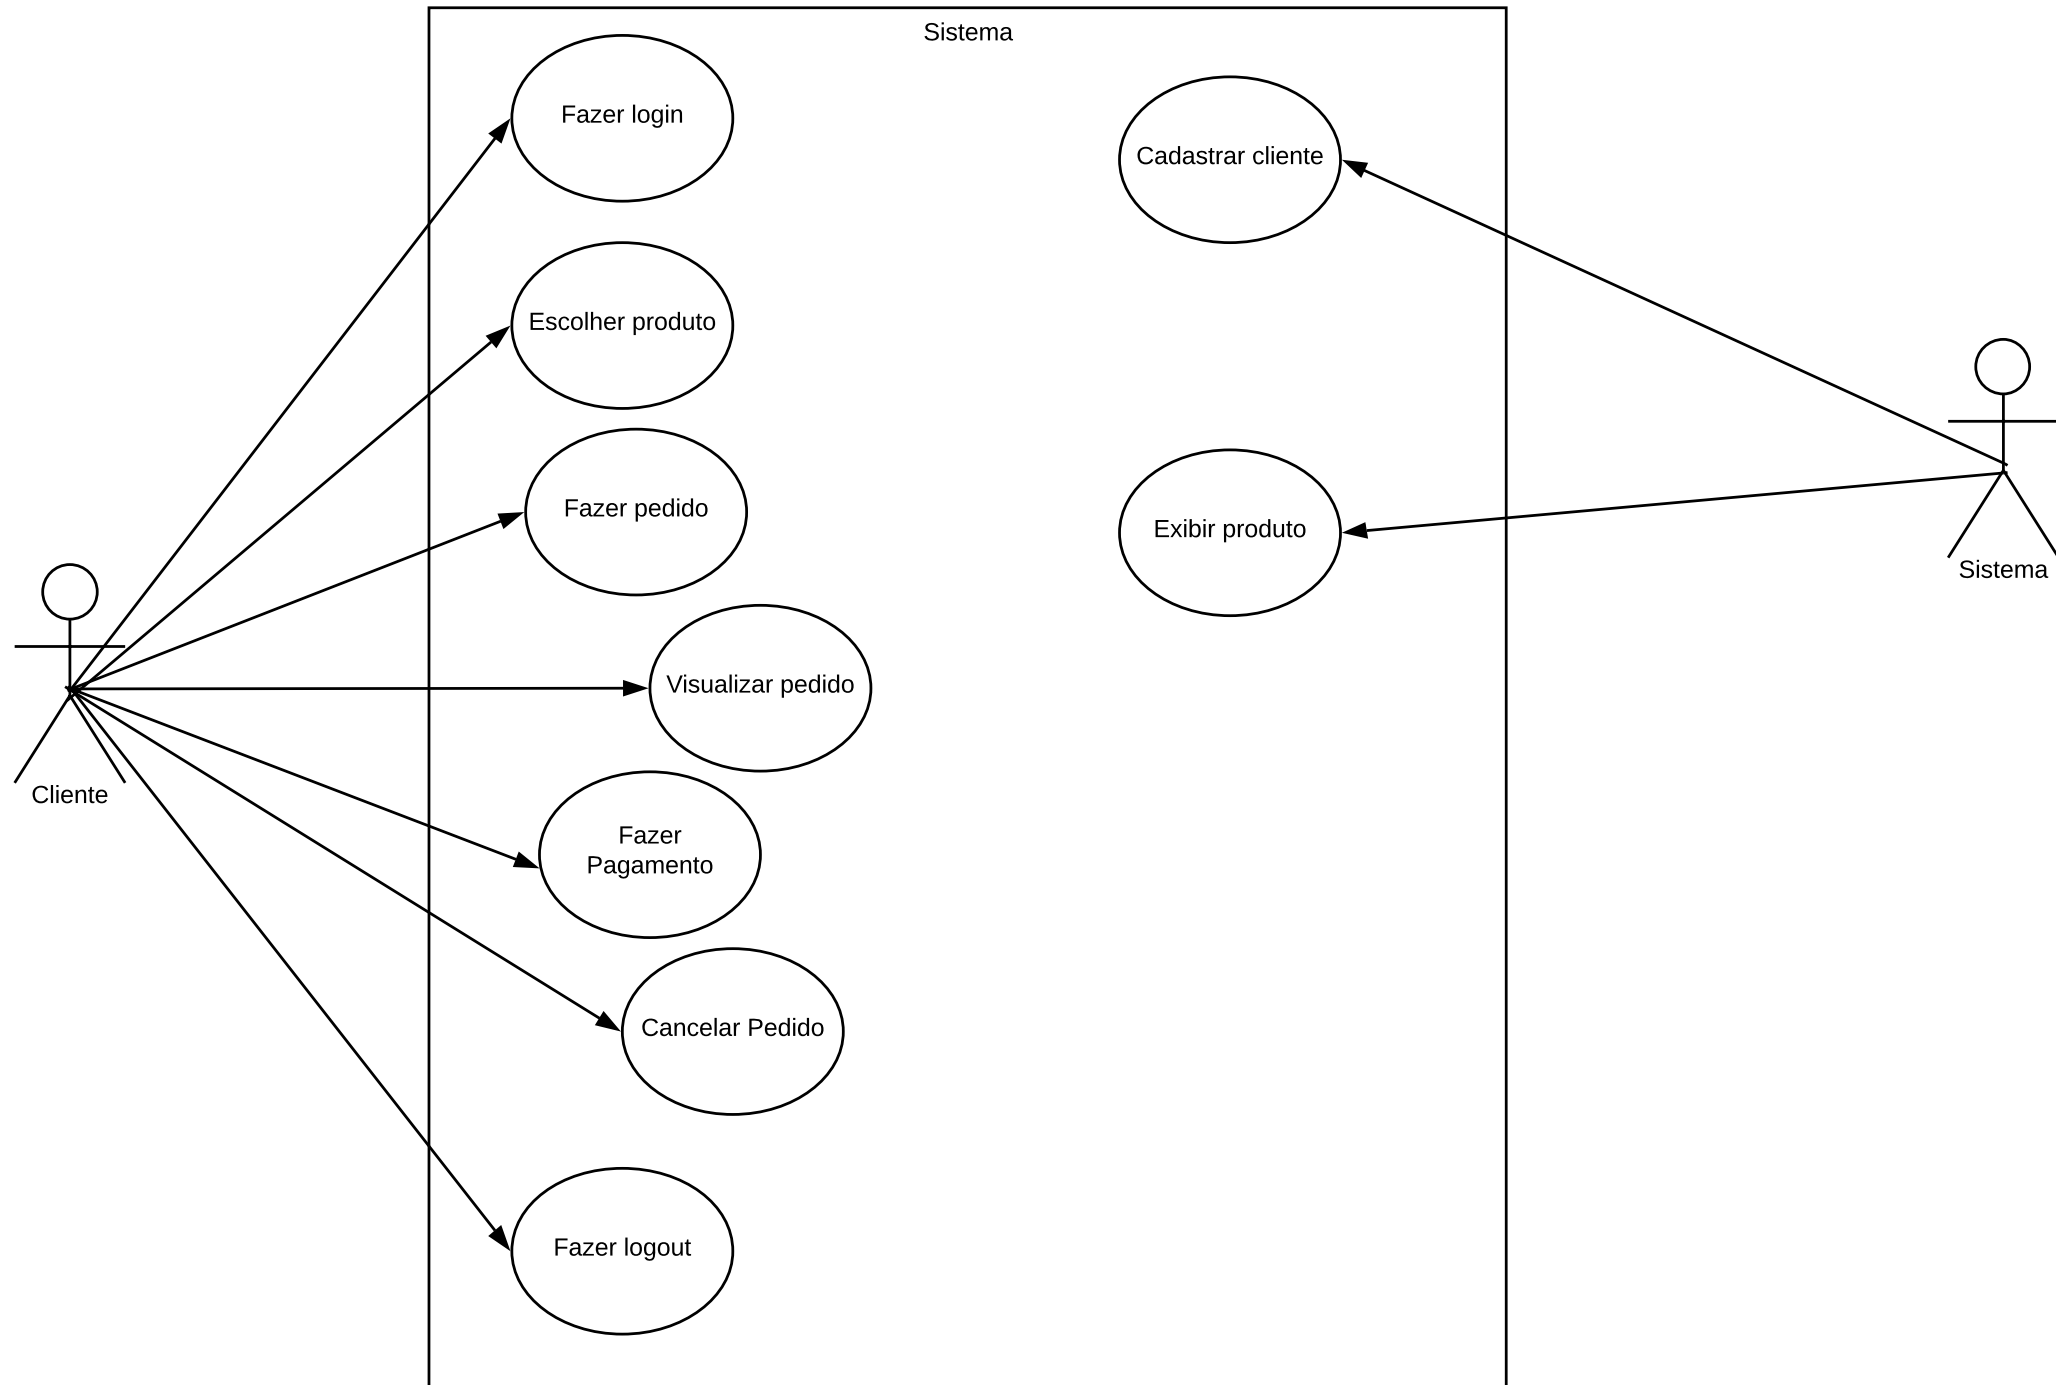 Sistema
Fazer login
Cadastrar cliente
Escolher produto
Fazer pedido
Exibir produto
Sistema
Visualizar pedido
Cliente
Fazer
Pagamento
Cancelar Pedido
Fazer logout